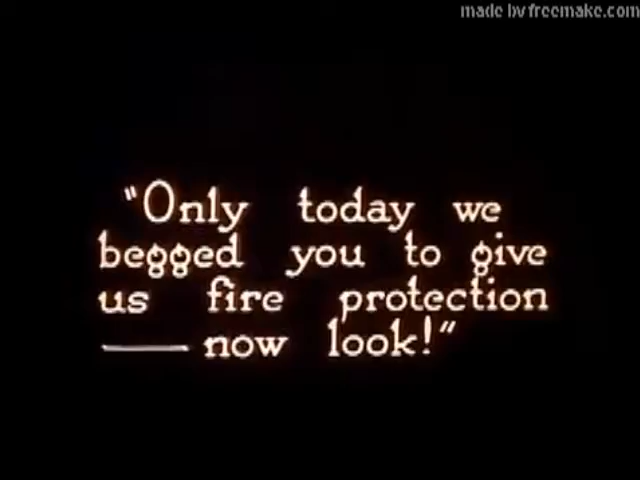 made by freemake.com
"Only today we
begged you to give
us fire protection
— now look!"